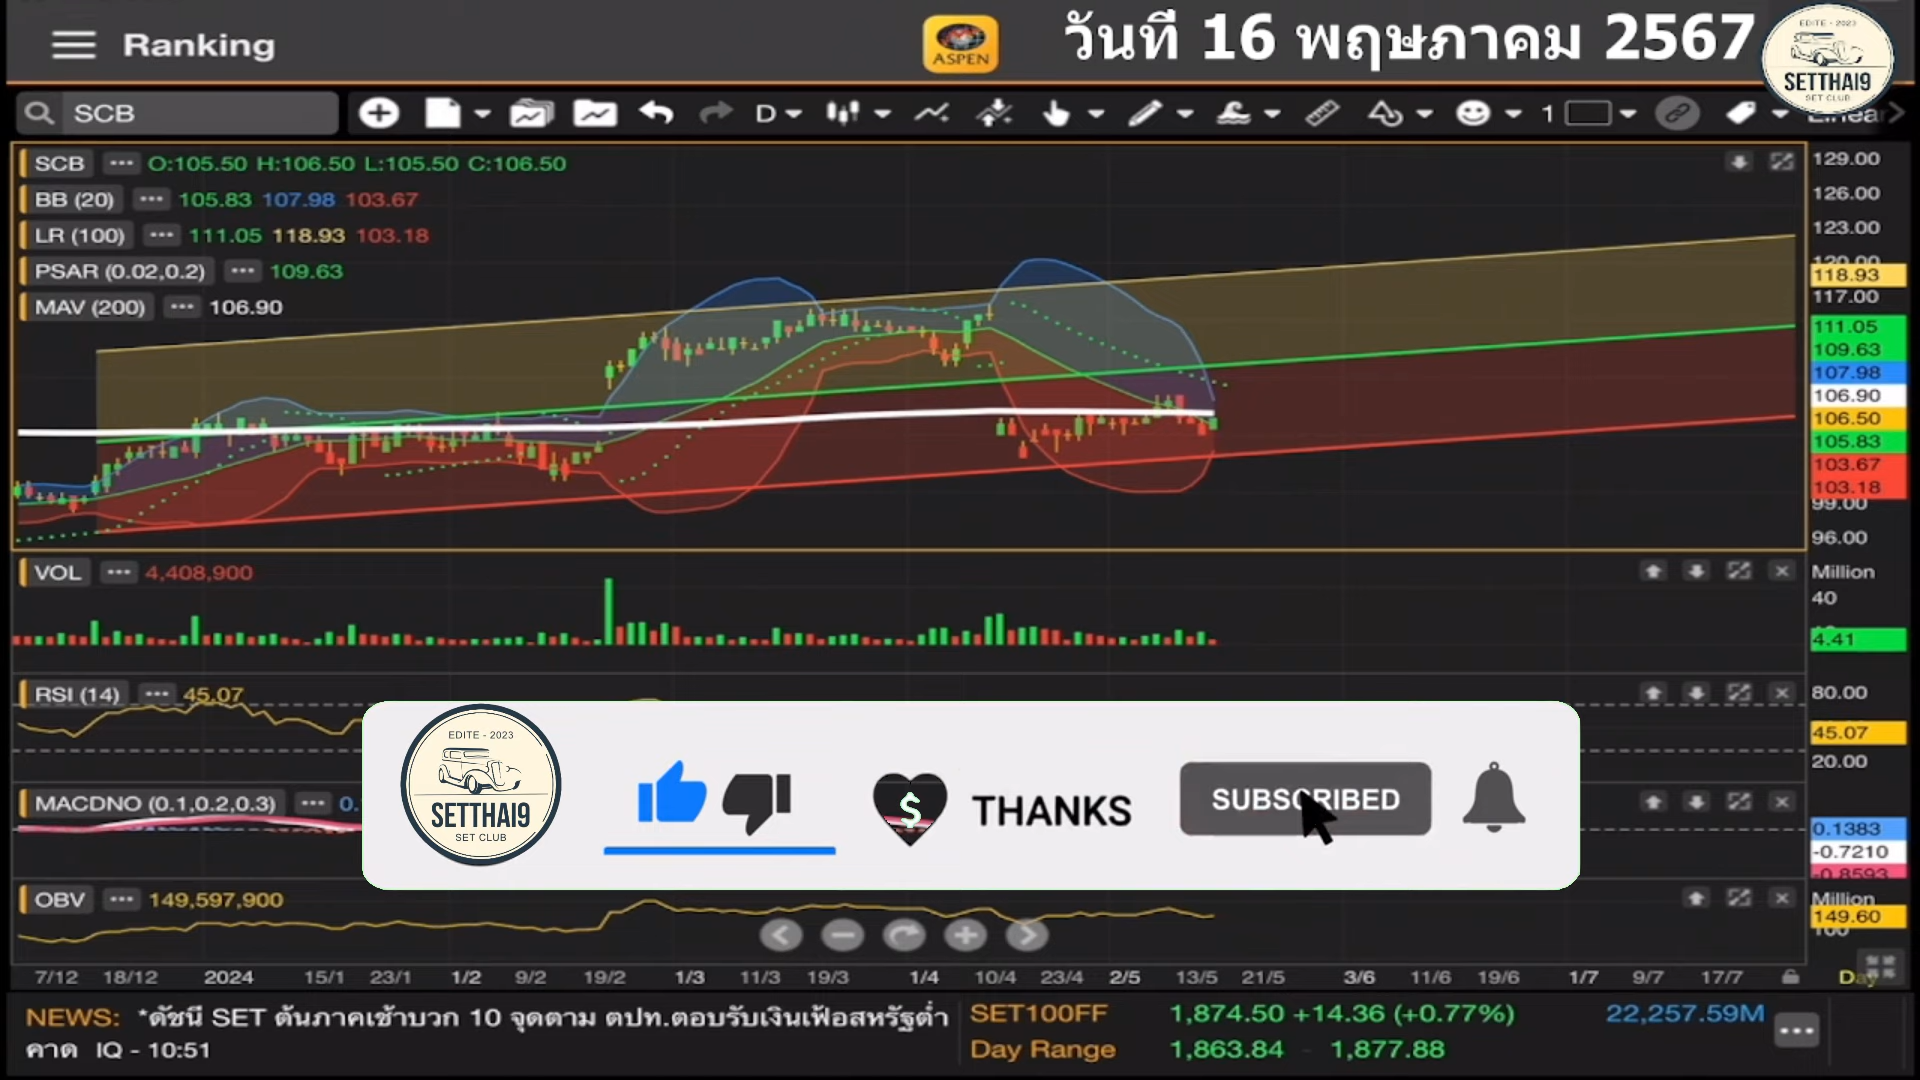 Ranking
ASPEN
วันที่ 16 พฤษภาคม 2567
EDITE - 2023
SETTHAI9
SET CLUB
SCB
D
1
Linear
SCB ••• O:105.50 H:106.50 L:105.50 C:106.50
BB (20) ••• 105.83 107.98 103.67
LR (100) ••• 111.05 118.93 103.18
PSAR (0.02,0.2) ••• 109.63
MAV (200) ••• 106.90
129.00
126.00
123.00
120.00
118.93
117.00
111.05
109.63
107.98
106.90
106.50
105.83
103.67
103.18
99.00
96.00
VOL ••• 4,408,900
Million
40
4.41
RSI (14) ••• 45.07
80.00
45.07
20.00
MACDNO (0.1,0.2,0.3) ••• 0.
0.1383
-0.7210
-0.8593
EDITE - 2023
SETTHAI9
SET CLUB
$
THANKS
SUBSCRIBED
OBV ••• 149,597,900
Million
149.60
100
7/12 18/12 2024 15/1 23/1 1/2 9/2 19/2 1/3 11/3 19/3 1/4 10/4 23/4 2/5 13/5 21/5 3/6 11/6 19/6 1/7 9/7 17/7 Day
NEWS: *ดัชนี SET ต้นภาคเช้าบวก 10 จุดตาม ตปท.ตอบรับเงินเฟ้อสหรัฐต่ำ
คาด IQ - 10:51
SET100FF 1,874.50 +14.36 (+0.77%) 22,257.59M
Day Range 1,863.84 - 1,877.88